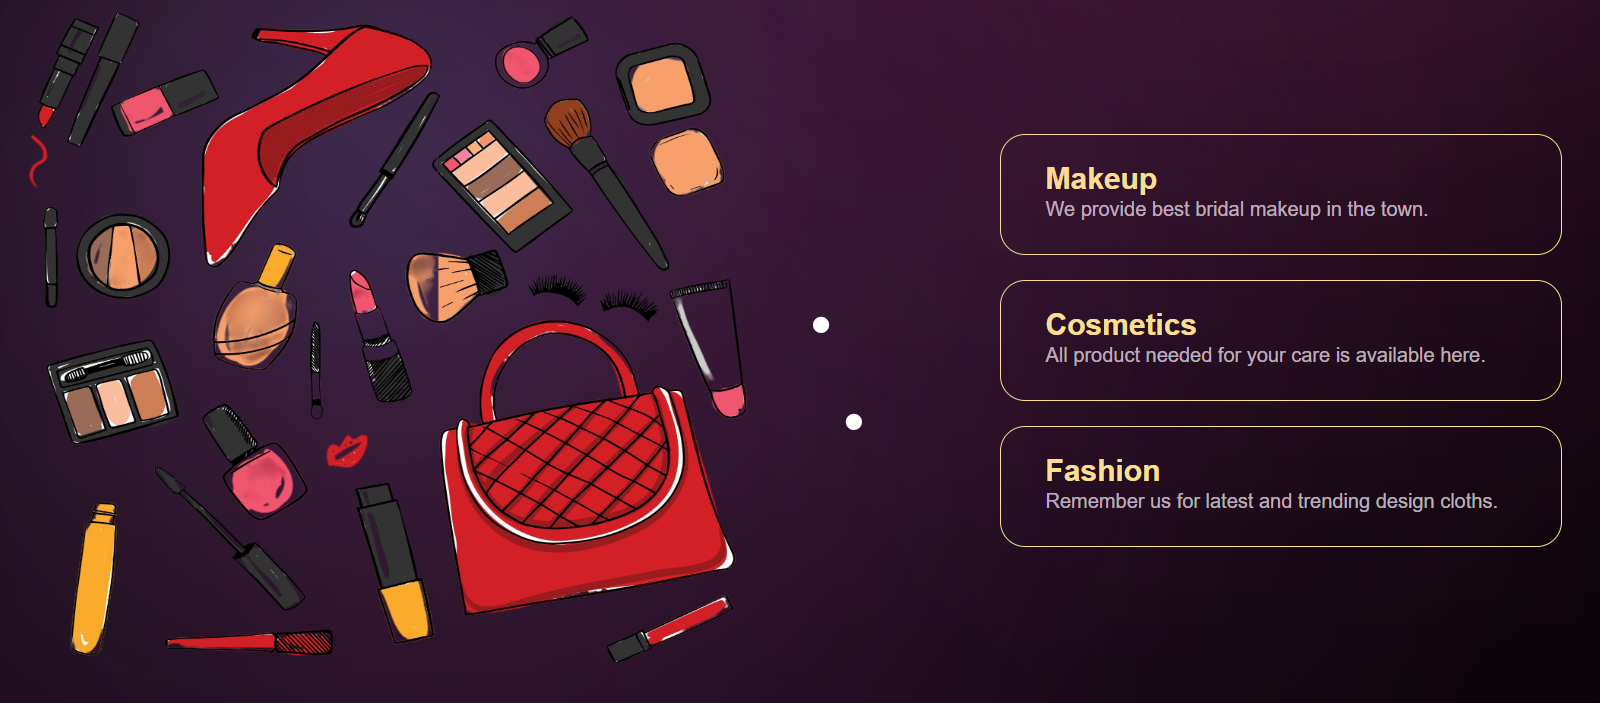 Makeup
We provide best bridal makeup in the town.
Cosmetics
All product needed for your care is available here.
Fashion
Remember us for latest and trending design cloths.